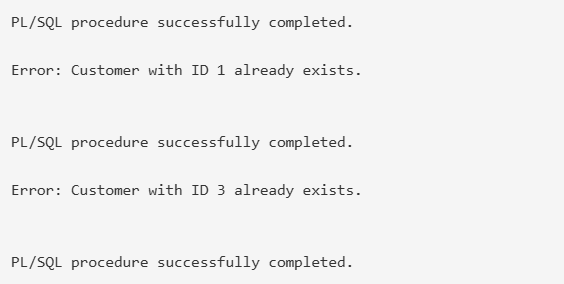 PL/SQL procedure successfully completed.
Error: Customer with ID 1 already exists.
PL/SQL procedure successfully completed.
Error: Customer with ID 3 already exists.
PL/SQL procedure successfully completed.